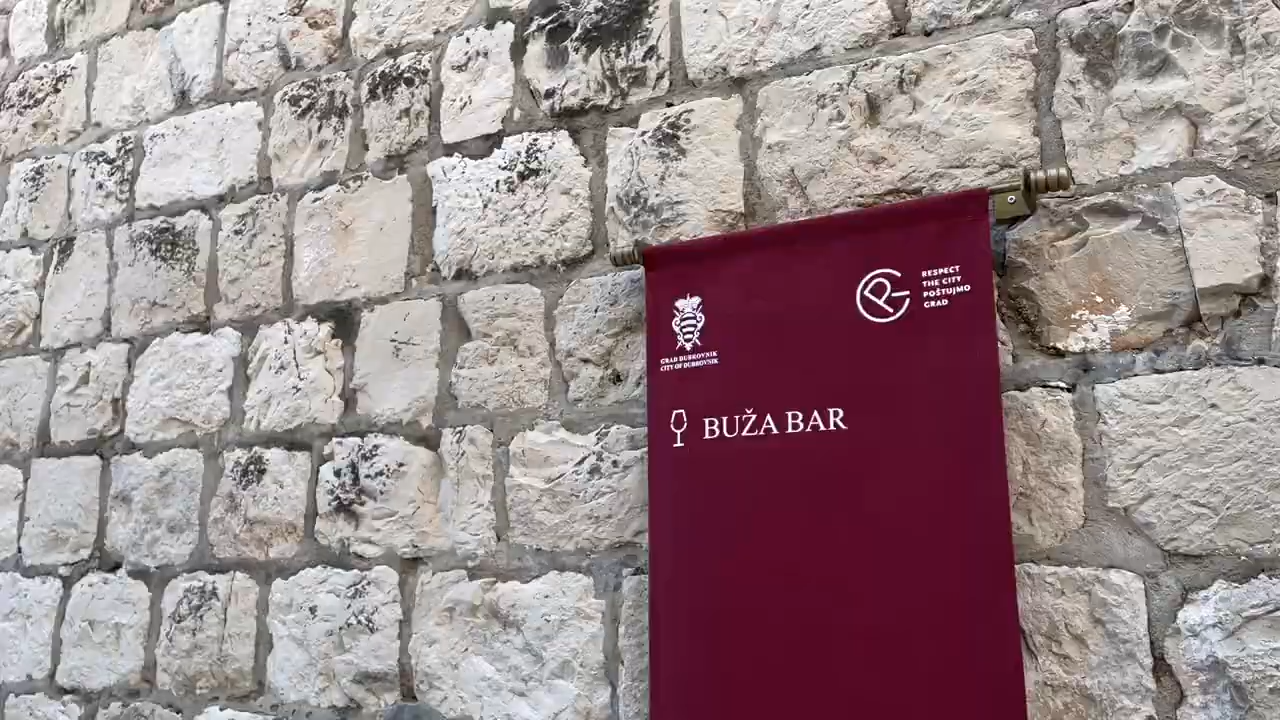 RESPECT
THE CITY
POŠTUJMO
GRAD
GRAD DUBROVNIK
CITY OF DUBROVNIK
BUŽA BAR